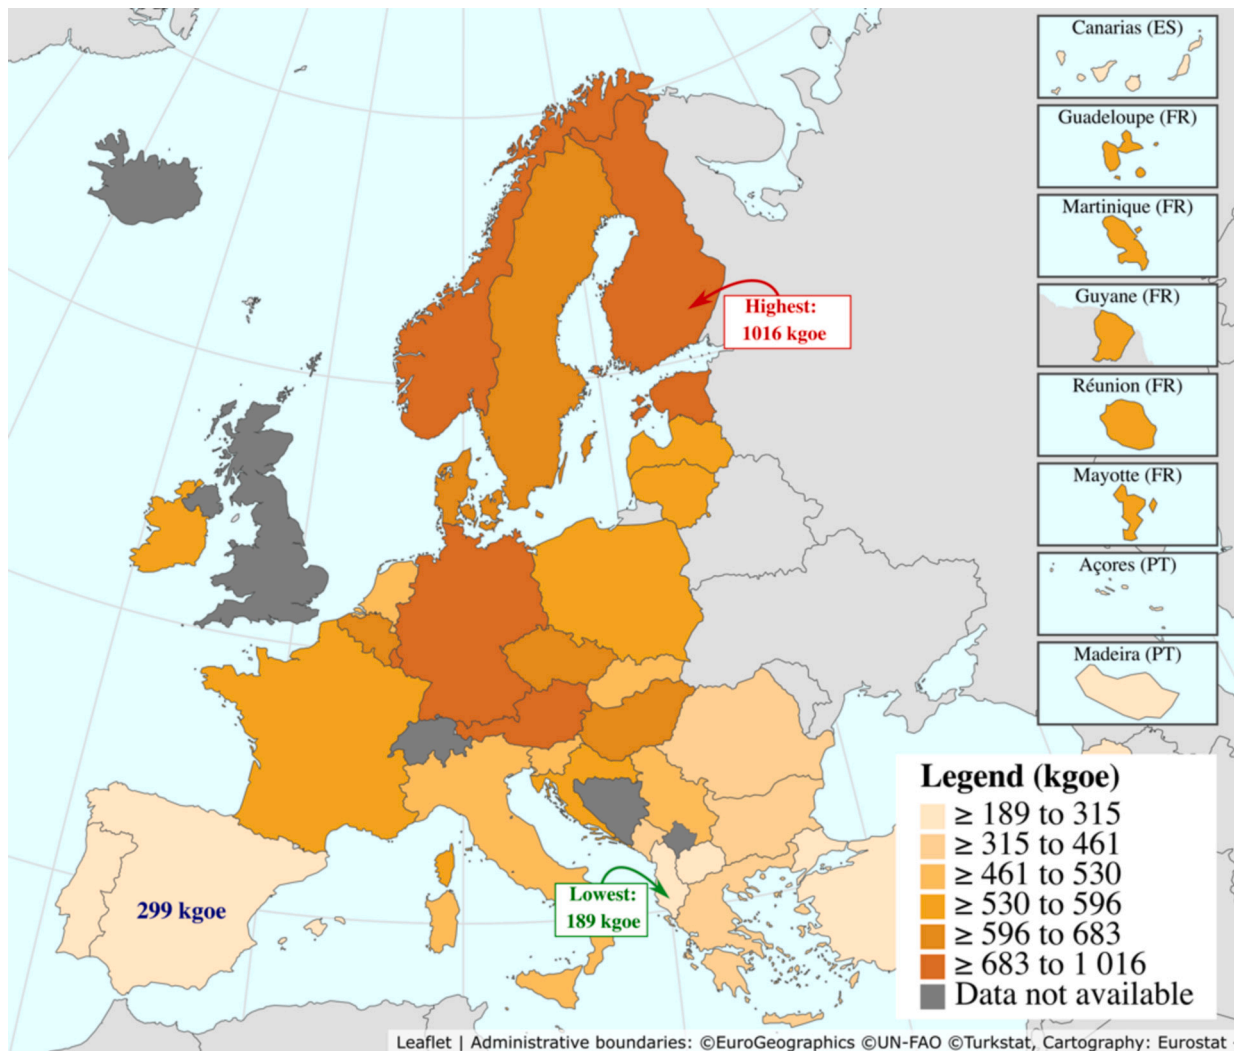 Canarias (ES)
Guadeloupe (FR)
Martinique (FR)
Guyane (FR)
Réunion (FR)
Mayotte (FR)
Açores (PT)
Madeira (PT)
Highest:
1016 kgoe
Lowest:
189 kgoe
299 kgoe
Legend (kgoe)
≥ 189 to 315
≥ 315 to 461
≥ 461 to 530
≥ 530 to 596
≥ 596 to 683
≥ 683 to 1 016
Data not available
Leaflet | Administrative boundaries: ©EuroGeographics ©UN-FAO ©Turkstat, Cartography: Eurostat -